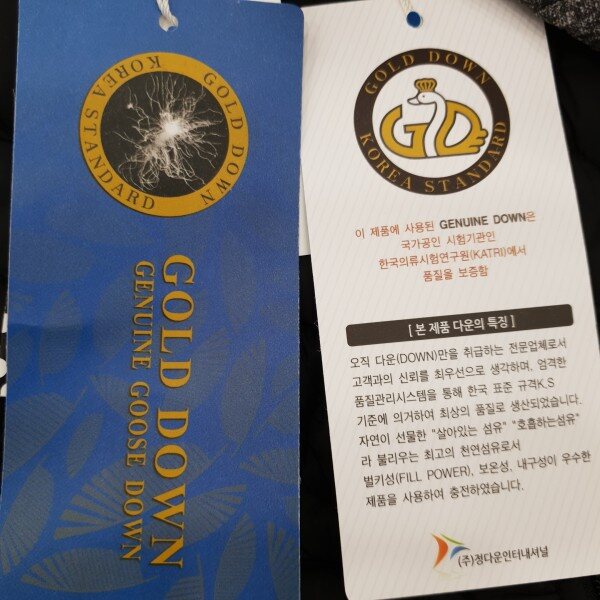 GOLD DOWN
KOREA STANDARD
GOLD DOWN
GENUINE GOOSE DOWN
GOLD DOWN
GD
KOREA STANDARD
이 제품에 사용된 GENUINE DOWN은
국가공인 시험기관인
한국의류시험연구원(KATRI)에서
품질을 보증함
[ 본 제품 다운의 특징 ]
오직 다운(DOWN)만을 취급하는 전문업체로서
고객과의 신뢰를 최우선으로 생각하며, 엄격한
품질관리시스템을 통해 한국 표준 규격K.S
기준에 의거하여 최상의 품질로 생산되었습니다.
자연이 선물한 "살아있는 섬유" "호흡하는섬유"
라 불리우는 최고의 천연섬유로서
벌키성(FILL POWER), 보온성, 내구성이 우수한
제품을 사용하여 충전하였습니다.
(주)정다운인터내셔널